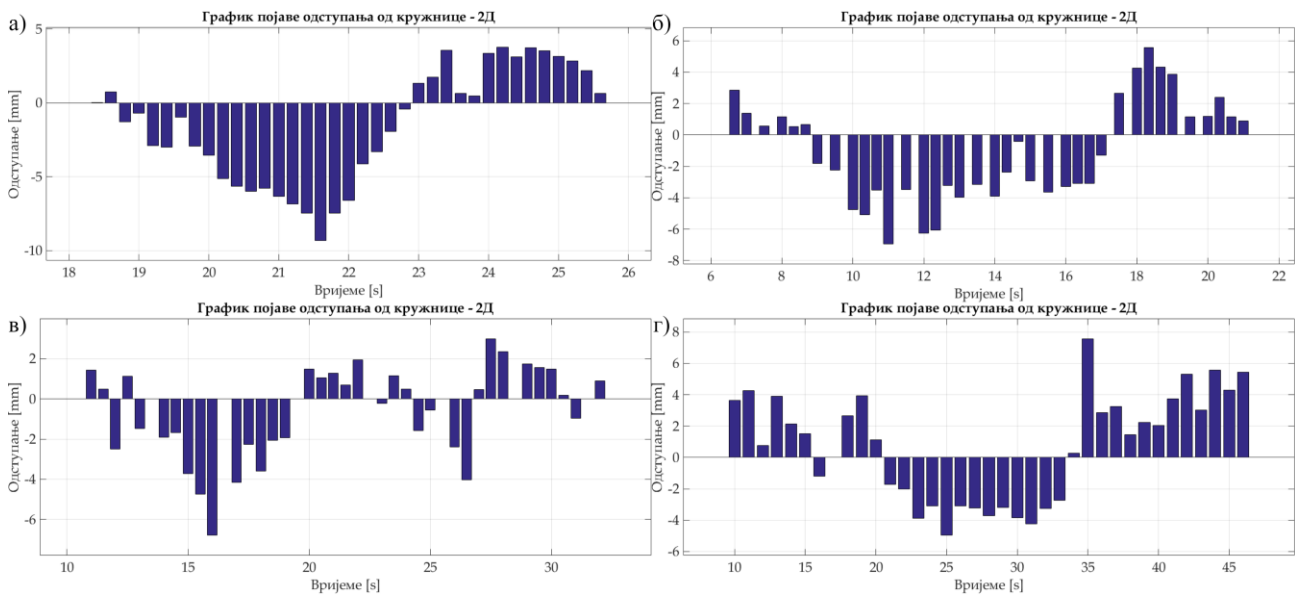 а)
График појаве одступања од кружнице - 2Д
Одступање [mm]
5
0
-5
-10
18 19 20 21 22 23 24 25 26
Вријеме [s]
б)
График појаве одступања од кружнице - 2Д
Одступање [mm]
6
4
2
0
-2
-4
-6
-8
6 8 10 12 14 16 18 20 22
Вријеме [s]
в)
График појаве одступања од кружнице - 2Д
Одступање [mm]
2
0
-2
-4
-6
10 15 20 25 30
Вријеме [s]
г)
График појаве одступања од кружнице - 2Д
Одступање [mm]
8
6
4
2
0
-2
-4
-6
10 15 20 25 30 35 40 45
Вријеме [s]